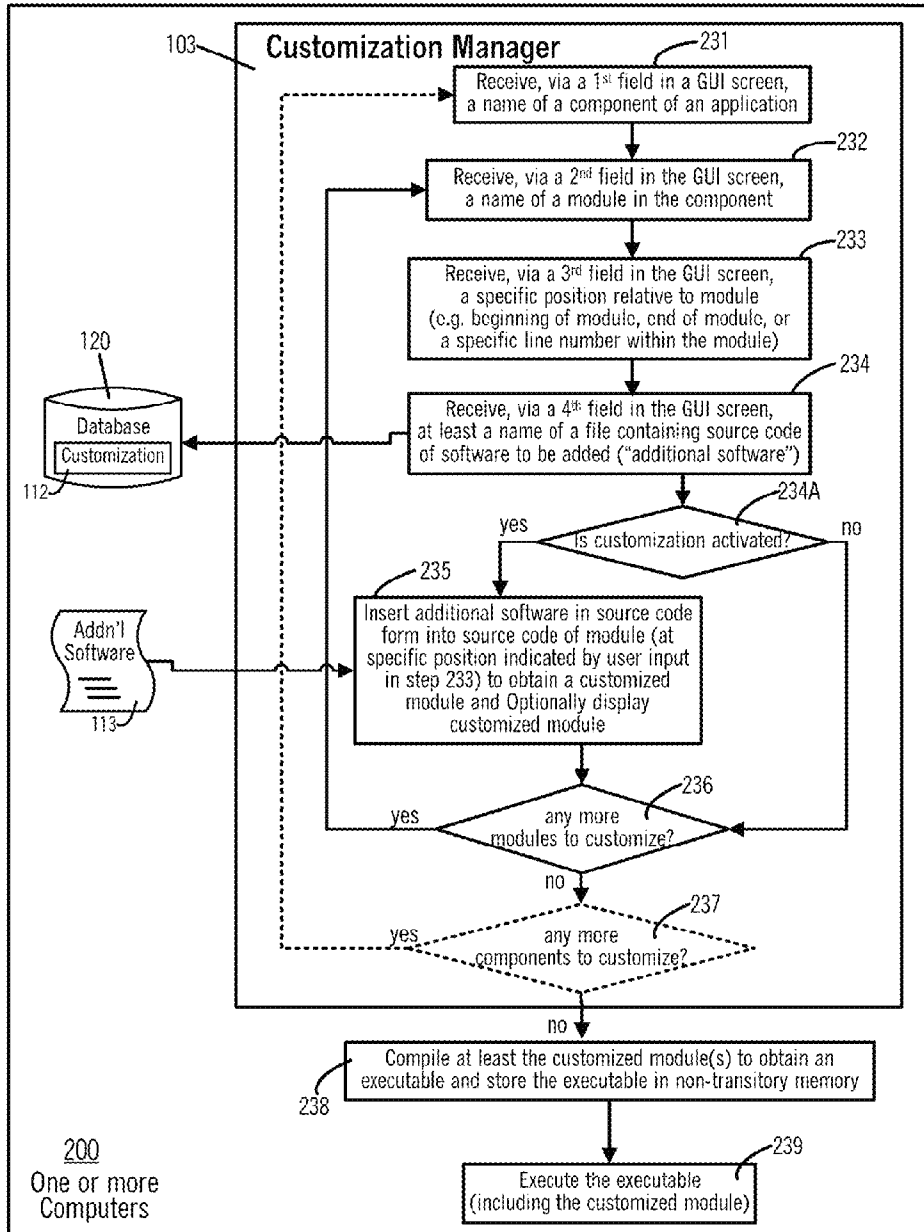 103
Customization Manager
231
Receive, via a 1st field in a GUI screen,
a name of a component of an application
232
Receive, via a 2nd field in the GUI screen,
a name of a module in the component
233
Receive, via a 3rd field in the GUI screen,
a specific position relative to module
(e.g. beginning of module, end of module, or
a specific line number within the module)
120
Database
Customization
112
234
Receive, via a 4th field in the GUI screen,
at least a name of a file containing source code
of software to be added ("additional software")
234A
yes
Is customization activated?
no
235
Insert additional software in source code
form into source code of module (at
specific position indicated by user input
in step 233) to obtain a customized
module and Optionally display
customized module
Addn'l
Software
113
236
yes
any more
modules to customize?
no
237
yes
any more
components to customize?
no
Compile at least the customized module(s) to obtain an
executable and store the executable in non-transitory memory
238
239
Execute the executable
(including the customized module)
200
One or more
Computers